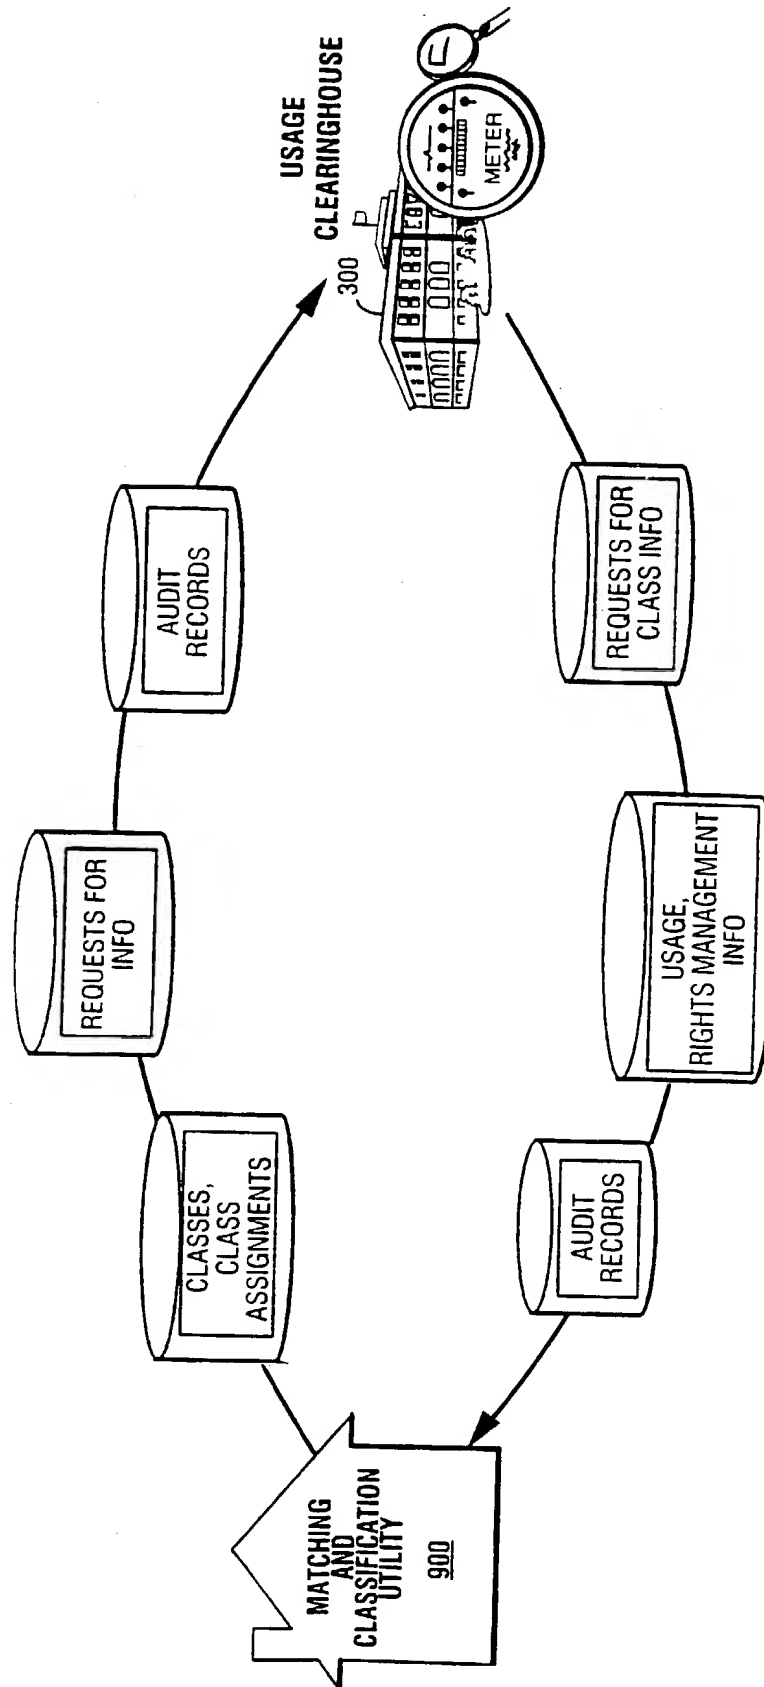 USAGE
CLEARINGHOUSE
300
METER
AUDIT
RECORDS
REQUESTS FOR
INFO
CLASSES,
CLASS
ASSIGNMENTS
MATCHING
AND
CLASSIFICATION
UTILITY
900
REQUESTS FOR
CLASS INFO
USAGE,
RIGHTS MANAGEMENT
INFO
AUDIT
RECORDS